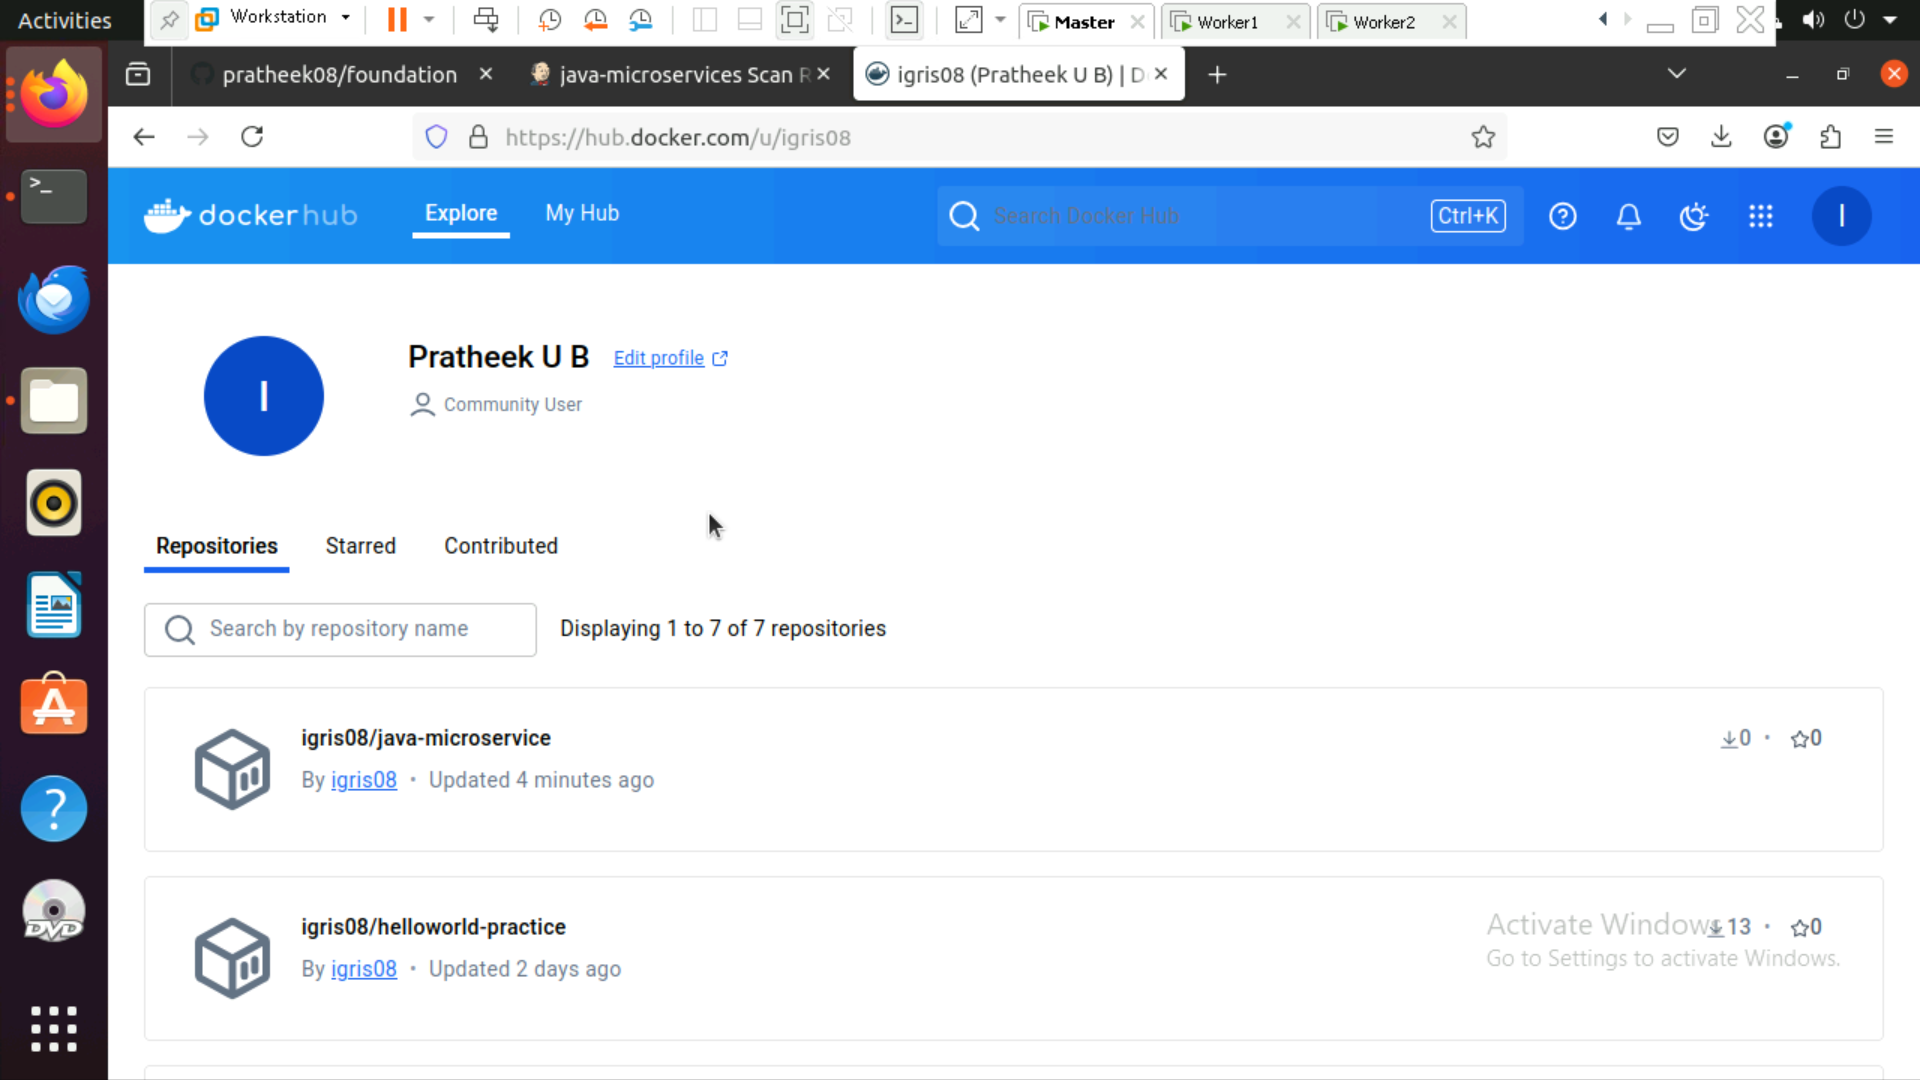 Activities
Workstation
Master
Worker1
Worker2
pratheek08/foundation
java-microservices Scan R
igris08 (Pratheek U B) | D
https://hub.docker.com/u/igris08
docker hub
Explore
My Hub
Search Docker Hub
Ctrl+K
I
I
Pratheek U B
Edit profile
Community User
Repositories
Starred
Contributed
Search by repository name
Displaying 1 to 7 of 7 repositories
igris08/java-microservice
0 • 0
By igris08 • Updated 4 minutes ago
igris08/helloworld-practice
13 • 0
By igris08 • Updated 2 days ago
Activate Windows
Go to Settings to activate Windows.
DVD